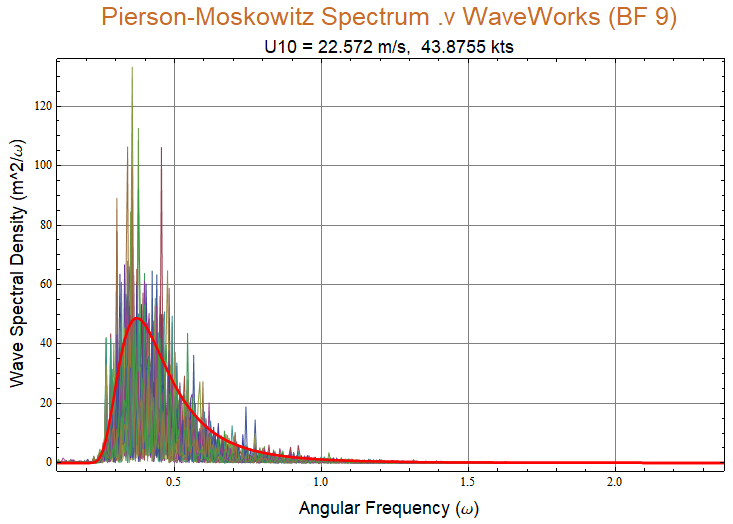 Pierson-Moskowitz Spectrum .v WaveWorks (BF 9)
U10 = 22.572 m/s,  43.8755 kts
Wave Spectral Density (m^2/ω)
120
100
80
60
40
20
0
0.5
1.0
1.5
2.0
Angular Frequency (ω)